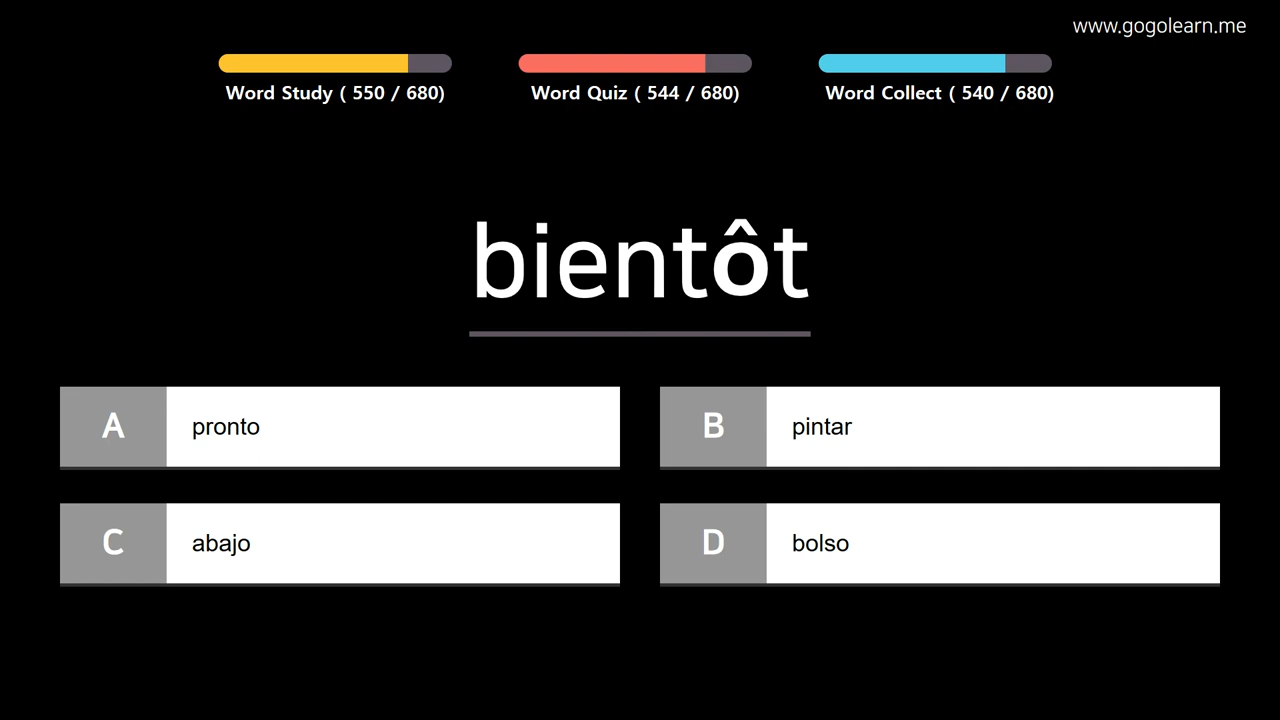 www.gogolearn.me
Word Study ( 550 / 680)
Word Quiz ( 544 / 680)
Word Collect ( 540 / 680)
bientôt
A pronto
B pintar
C abajo
D bolso